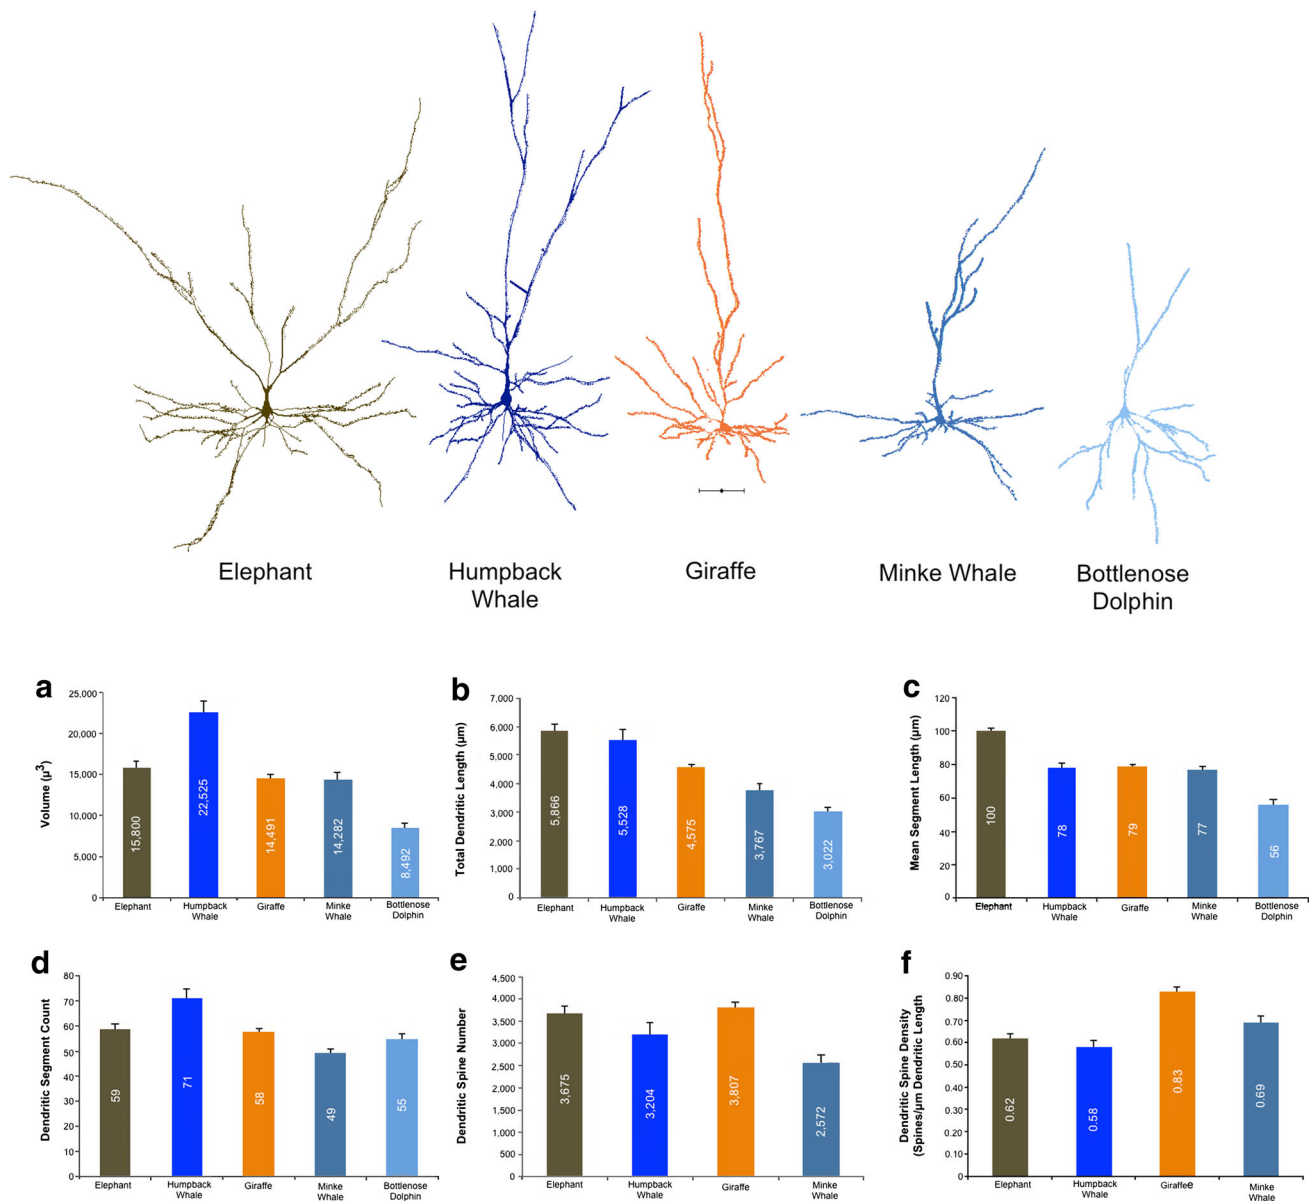 Elephant
Humpback
Whale
Giraffe
Minke Whale
Bottlenose
Dolphin
a
Volume (µ³)
25,000
20,000
15,000
10,000
5,000
0
15,800
22,525
14,491
14,282
8,492
Elephant
Humpback
Whale
Giraffe
Minke
Whale
Bottlenose
Dolphin
b
Total Dendritic Length (µm)
7,000
6,000
5,000
4,000
3,000
2,000
1,000
0
5,866
5,528
4,575
3,767
3,022
Elephant
Humpback
Whale
Giraffe
Minke
Whale
Bottlenose
Dolphin
c
Mean Segment Length (µm)
120
100
80
60
40
20
0
100
78
79
77
56
Elephant
Humpback
Whale
Giraffe
Minke
Whale
Bottlenose
Dolphin
d
Dendritic Segment Count
80
70
60
50
40
30
20
10
0
59
71
58
49
55
Elephant
Humpback
Whale
Giraffe
Minke
Whale
Bottlenose
Dolphin
e
Dendritic Spine Number
4,500
4,000
3,500
3,000
2,500
2,000
1,500
1,000
500
0
3,675
3,204
3,807
2,572
Elephant
Humpback
Whale
Giraffe
Minke
Whale
f
Dendritic Spine Density
(Spines/µm Dendritic Length
0.90
0.80
0.70
0.60
0.50
0.40
0.30
0.20
0.10
0
0.62
0.58
0.83
0.69
Elephant
Humpback
Whale
Giraffee
Minke
Whale